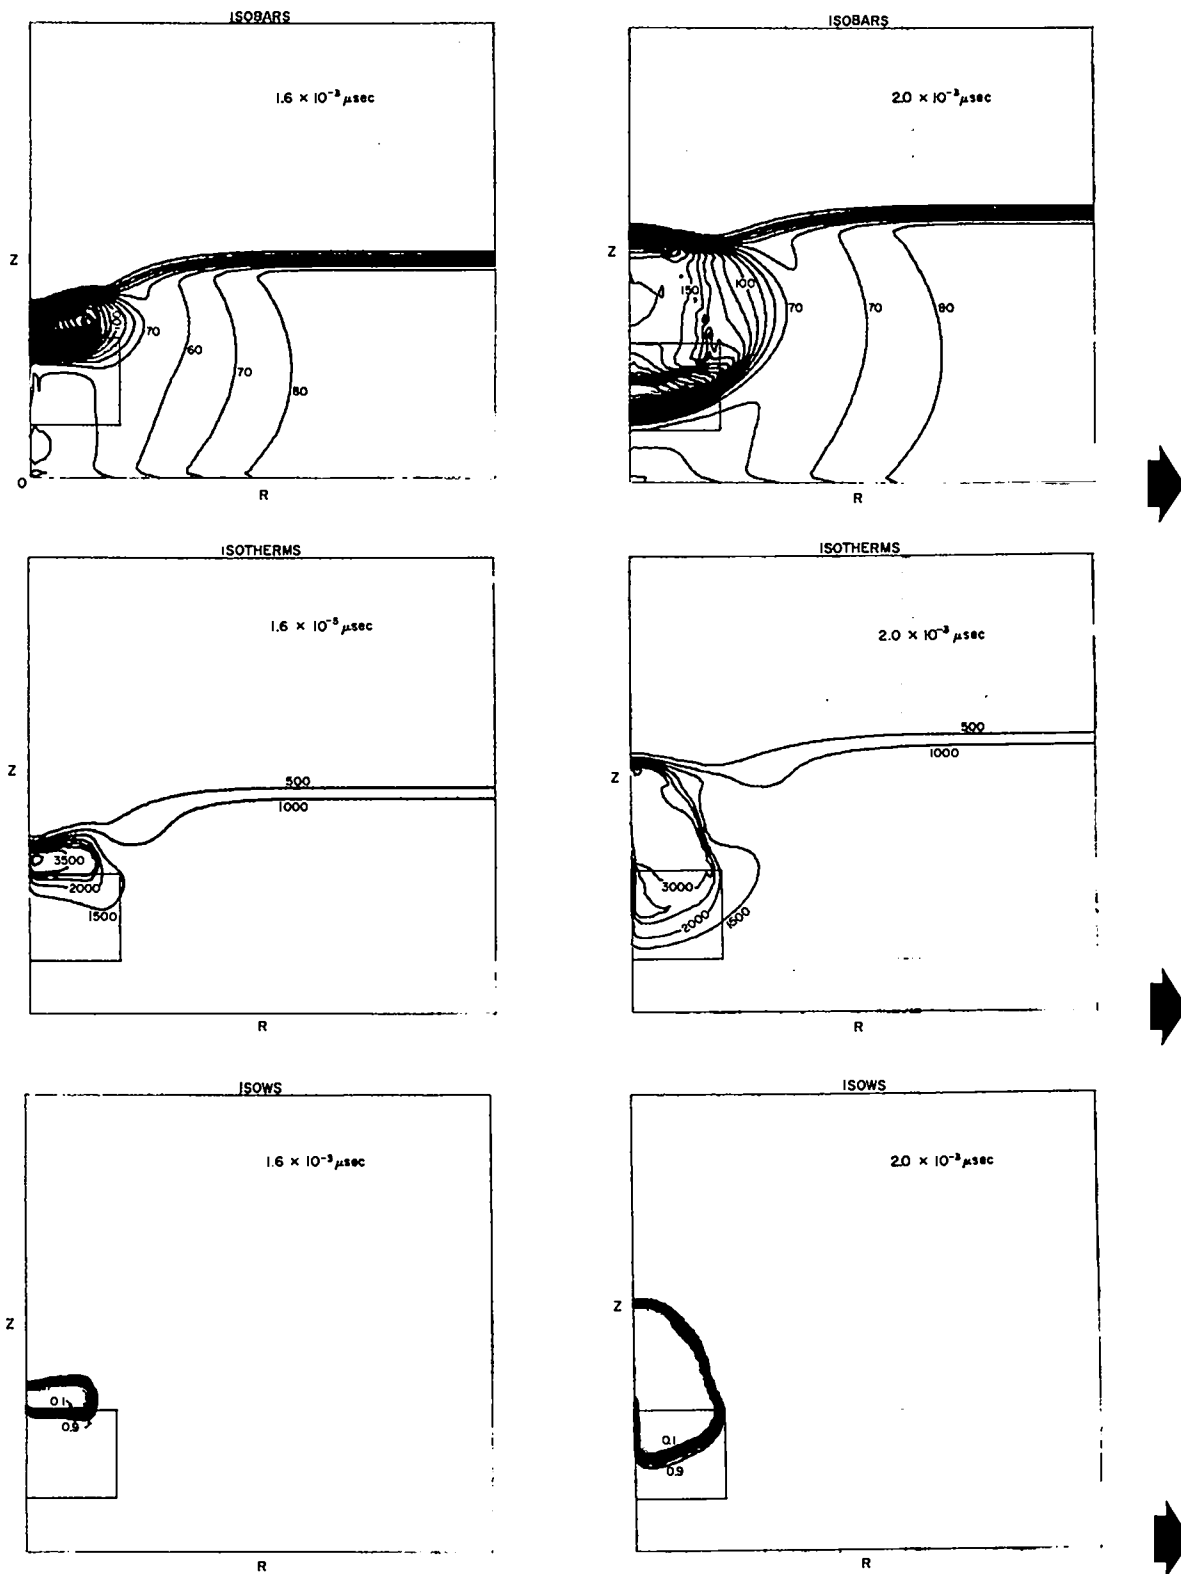 ISOBARS
1.6 × 10⁻³ μsec
Z
100
70
60
70
80
0
R
ISOBARS
2.0 × 10⁻³ μsec
Z
150
100
70
70
80
R
ISOTHERMS
1.6 × 10⁻³ μsec
Z
500
1000
3500
2000
1500
R
ISOTHERMS
2.0 × 10⁻³ μsec
500
1000
Z
3000
2000
1500
R
ISOWS
1.6 × 10⁻³ μsec
Z
0.1
0.9
R
ISOWS
2.0 × 10⁻³ μsec
Z
0.1
0.9
R